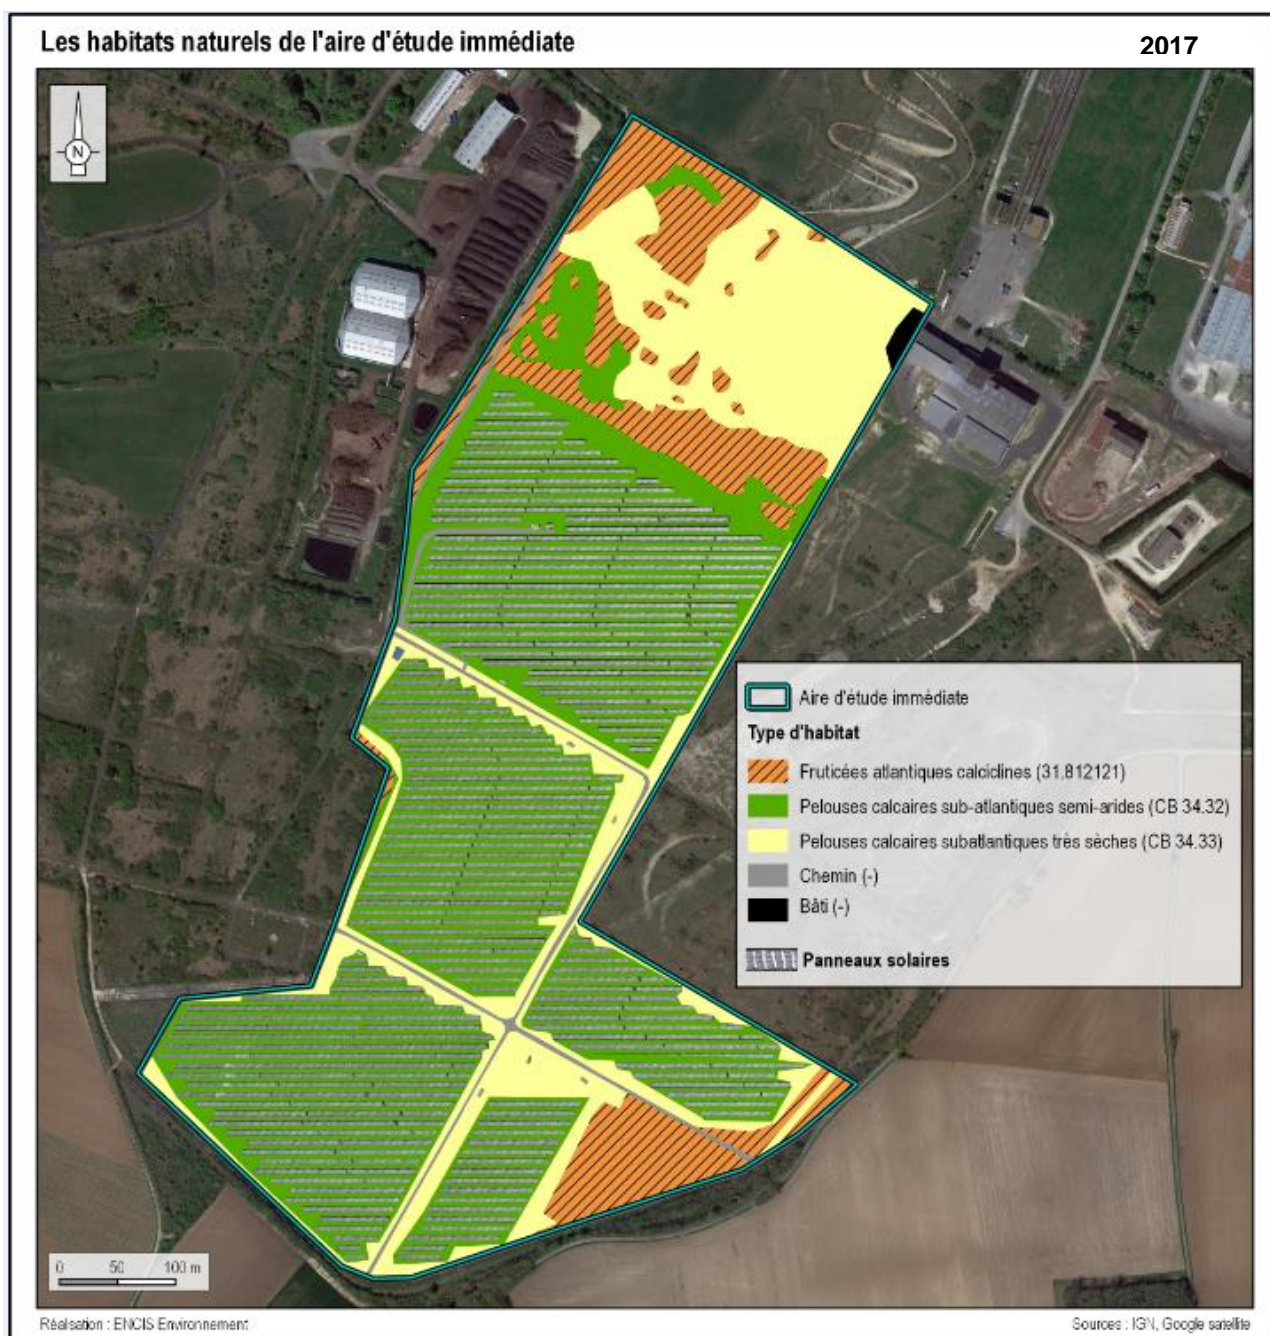 Les habitats naturels de l'aire d'étude immédiate
2017
N
Aire d'étude immédiate
Type d'habitat
Fruticées atlantiques calciclines (31.812121)
Pelouses calcaires sub-atlantiques semi-arides (CB 34.32)
Pelouses calcaires subatlantiques très sèches (CB 34.33)
Chemin (-)
Bâti (-)
Panneaux solaires
0 50 100 m
Réalisation : ENCIS Environnement
Sources : IGN, Google satellite